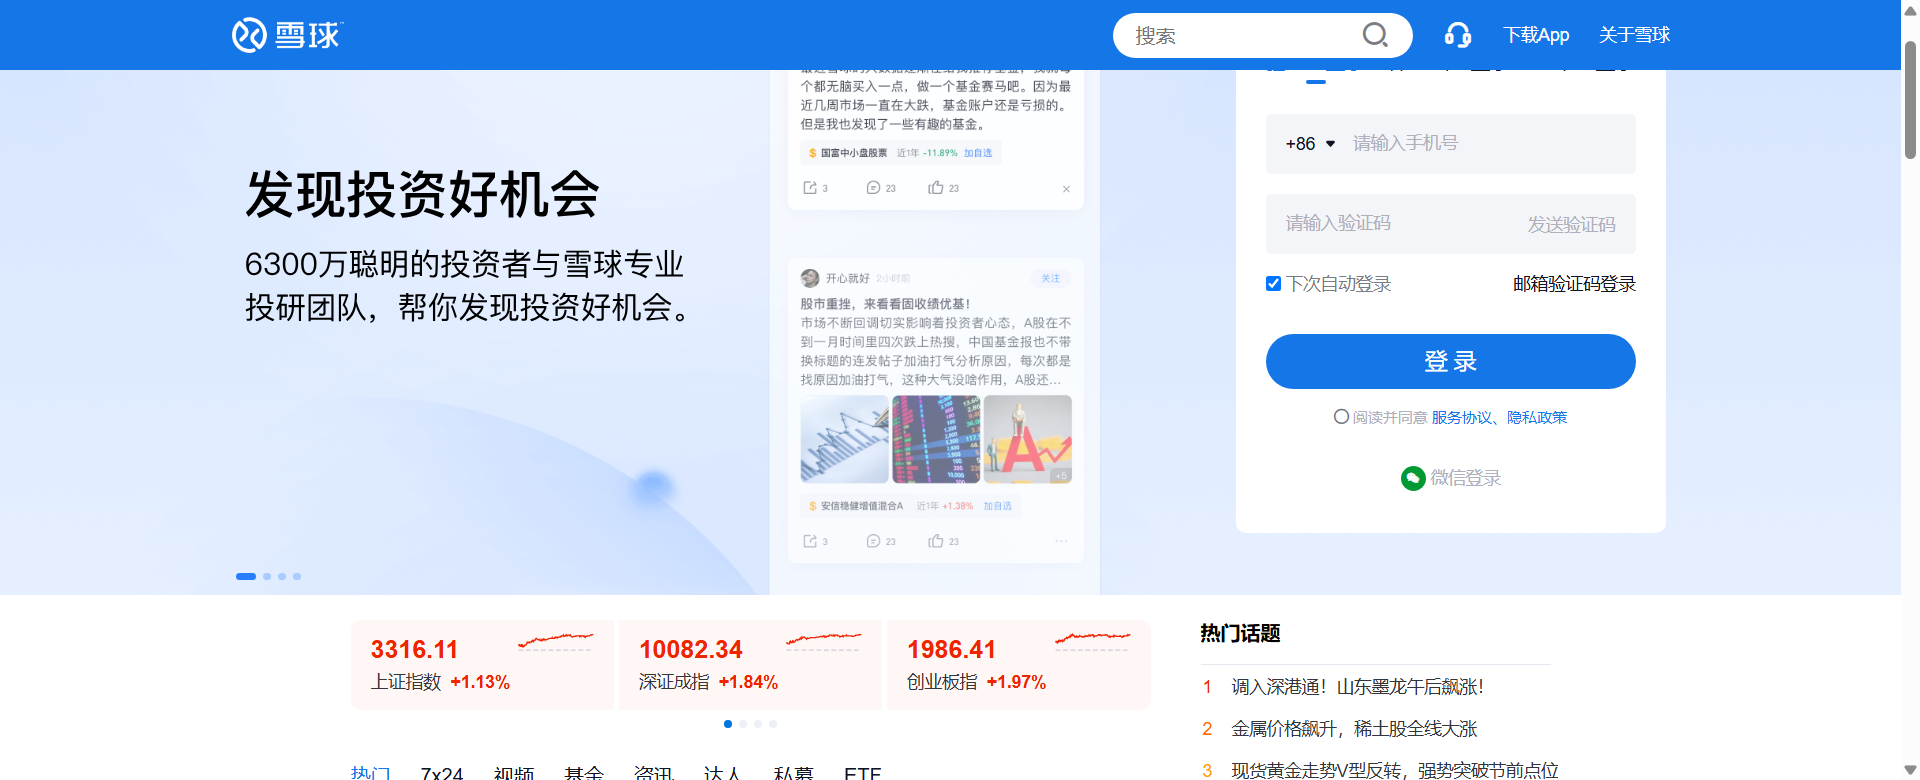 雪球
搜索
下载App
关于雪球
个都无脑买入一点，做一个基金赛马吧。因为最
近几周市场一直在大跌，基金账户还是亏损的。
但是我也发现了一些有趣的基金。
国富中小盘股票 近1年 -11.89% 加自选
3 23 23
发现投资好机会
6300万聪明的投资者与雪球专业
投研团队，帮你发现投资好机会。
开心就好 2小时前 关注
股市重挫，来看看固收绩优基！
市场不断回调切实影响着投资者心态，A股在不
到一月时间里四次跌上热搜，中国基金报也不带
换标题的连发帖子加油打气分析原因，每次都是
找原因加油打气，这种大气没啥作用，A股还...
+5
安信稳健增值混合A 近1年 +1.38% 加自选
3 23 23
+86 请输入手机号
请输入验证码 发送验证码
下次自动登录 邮箱验证码登录
登录
阅读并同意 服务协议、隐私政策
微信登录
3316.11
上证指数 +1.13%
10082.34
深证成指 +1.84%
1986.41
创业板指 +1.97%
热门 7x24 视频 基金 资讯 达人 私募 ETF
热门话题
1 调入深港通！山东墨龙午后飙涨！
2 金属价格飙升，稀土股全线大涨
3 现货黄金走势V型反转，强势突破节前点位